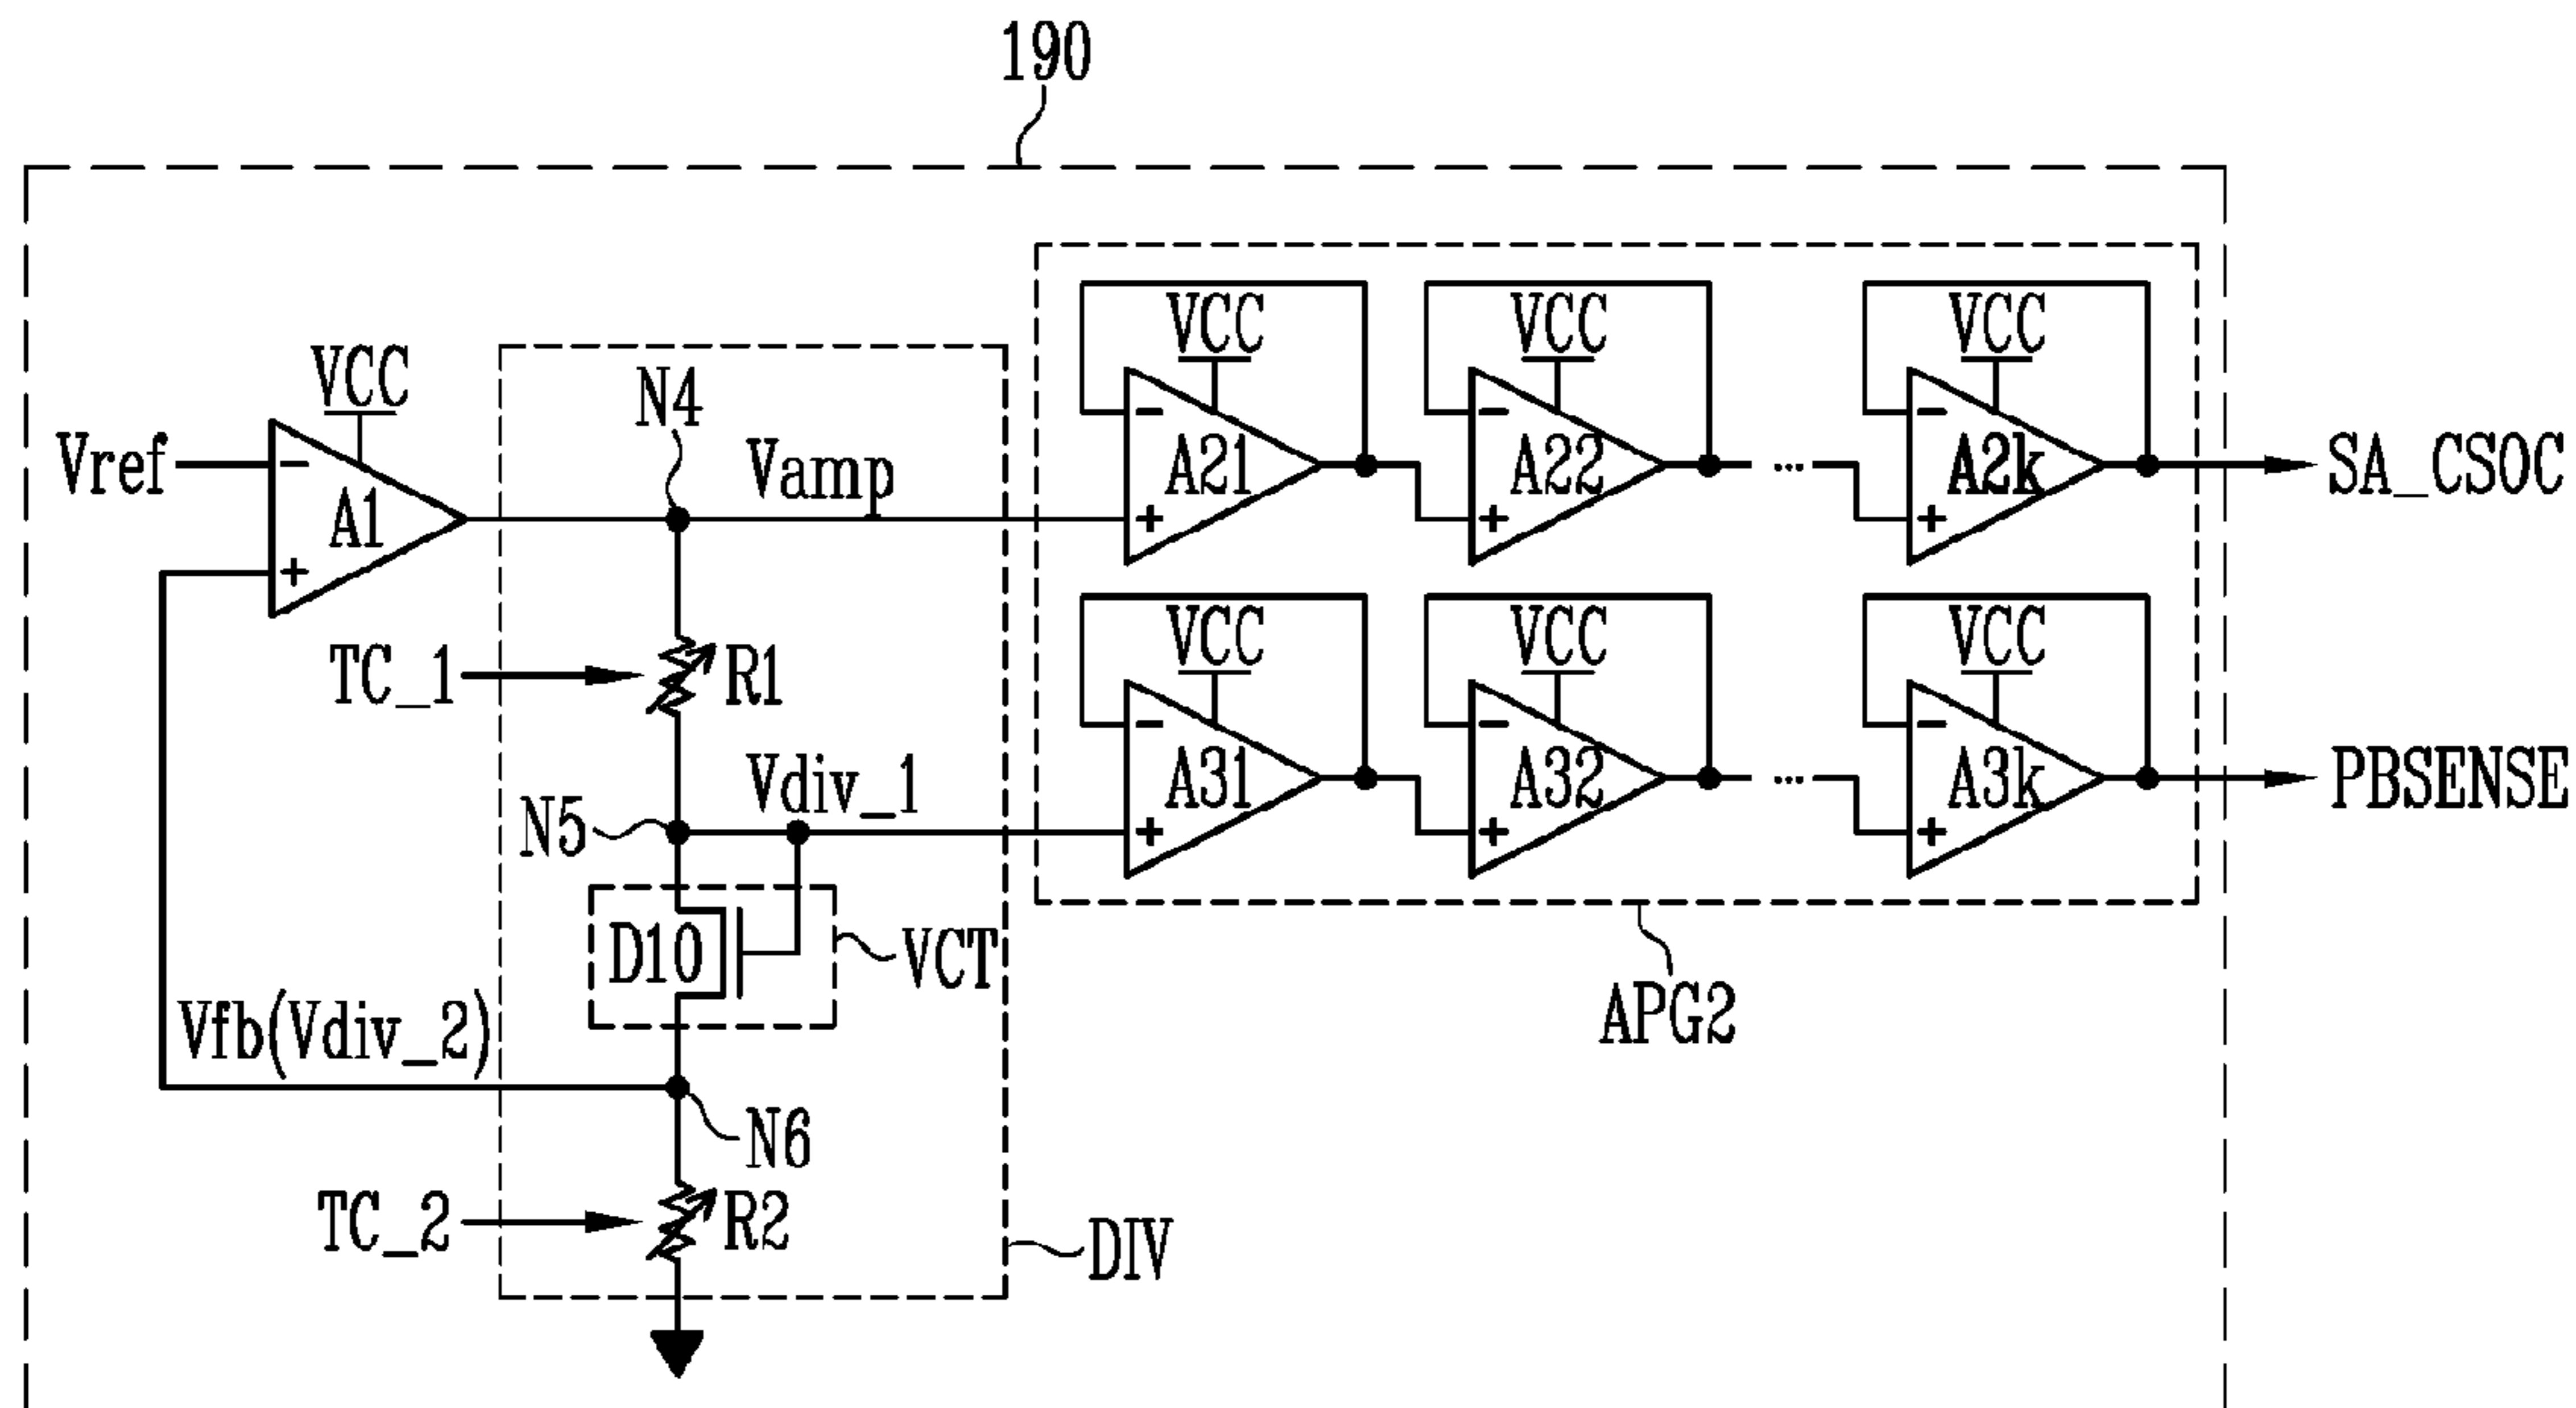 190
VCC VCC VCC
VCC N4
Vref − A1 + Vamp − A21 + − A22 + ... − A2k + SA_CSOC
VCC VCC VCC
TC_1 R1
N5 Vdiv_1 − A31 + − A32 + ... − A3k + PBSENSE
D10 VCT
APG2
Vfb(Vdiv_2)
N6
TC_2 R2
DIV